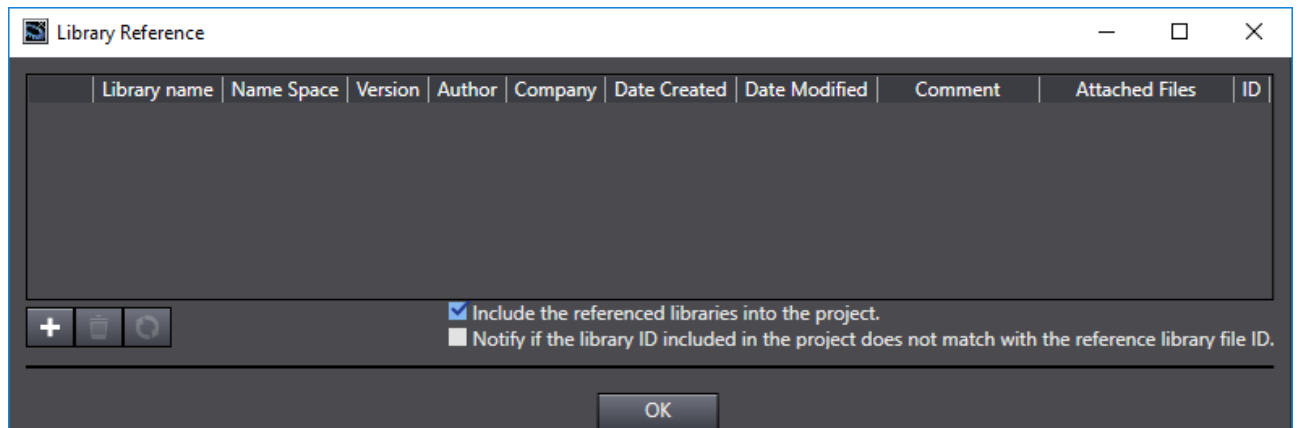 Library Reference
Library name Name Space Version Author Company Date Created Date Modified Comment Attached Files ID
Include the referenced libraries into the project.
Notify if the library ID included in the project does not match with the reference library file ID.
OK